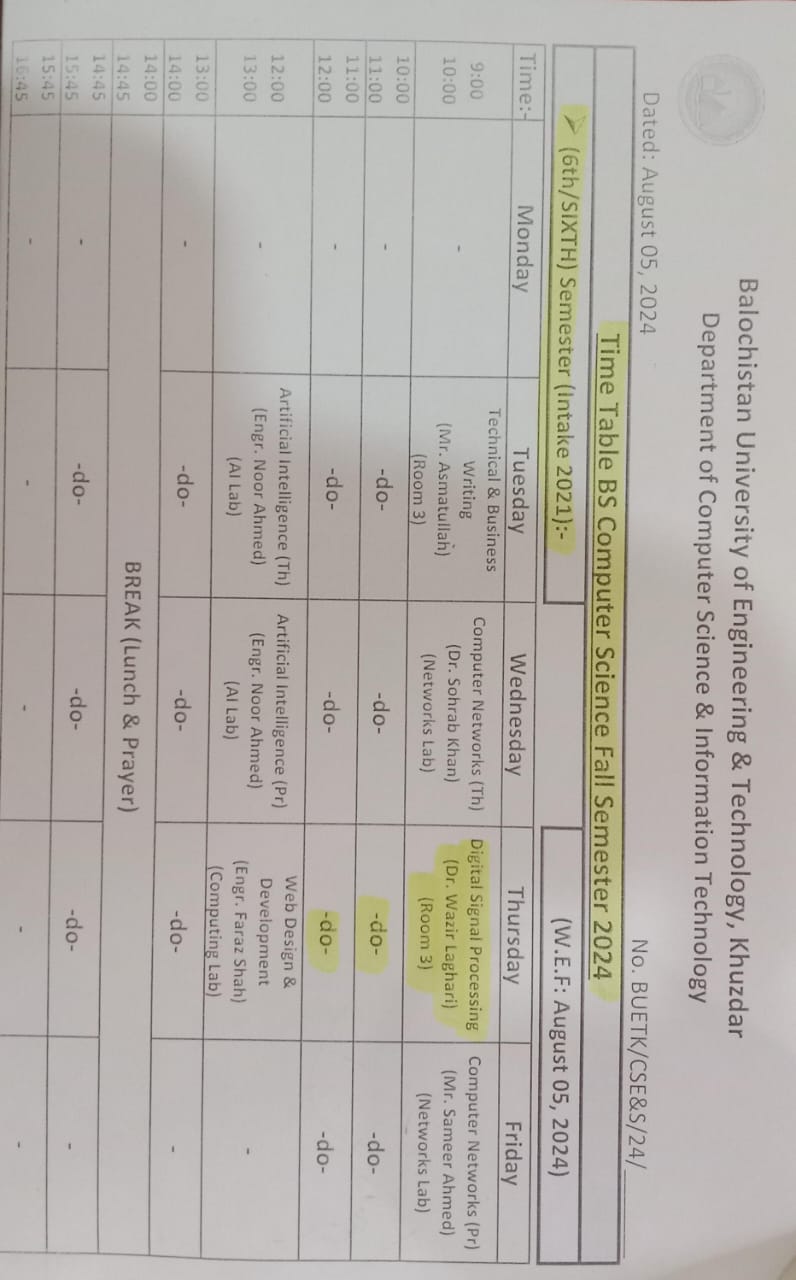 Balochistan University of Engineering & Technology, Khuzdar
Department of Computer Science & Information Technology
Dated: August 05, 2024
No. BUETK/CSE&S/24/______
Time Table BS Computer Science Fall Semester 2024
➢ (6th/SIXTH) Semester (Intake 2021):-
(W.E.F: August 05, 2024)
Time:- Monday Tuesday Wednesday Thursday Friday
9:00
10:00
-
Technical & Business
Writing
(Mr. Asmatullah)
(Room 3)
Computer Networks (Th)
(Dr. Sohrab Khan)
(Networks Lab)
Digital Signal Processing
(Dr. Wazir Laghari)
(Room 3)
Computer Networks (Pr)
(Mr. Sameer Ahmed)
(Networks Lab)
10:00
11:00
- -do- -do- -do- -do-
11:00
12:00
- -do- -do- -do- -do-
12:00
13:00
-
Artificial Intelligence (Th)
(Engr. Noor Ahmed)
(AI Lab)
Artificial Intelligence (Pr)
(Engr. Noor Ahmed)
(AI Lab)
Web Design &
Development
(Engr. Faraz Shah)
(Computing Lab)
-
13:00
14:00
- -do- -do- -do- -
14:00
14:45
BREAK (Lunch & Prayer)
14:45
15:45
- -do- -do- -do- -
15:45
16:45
- - - - -